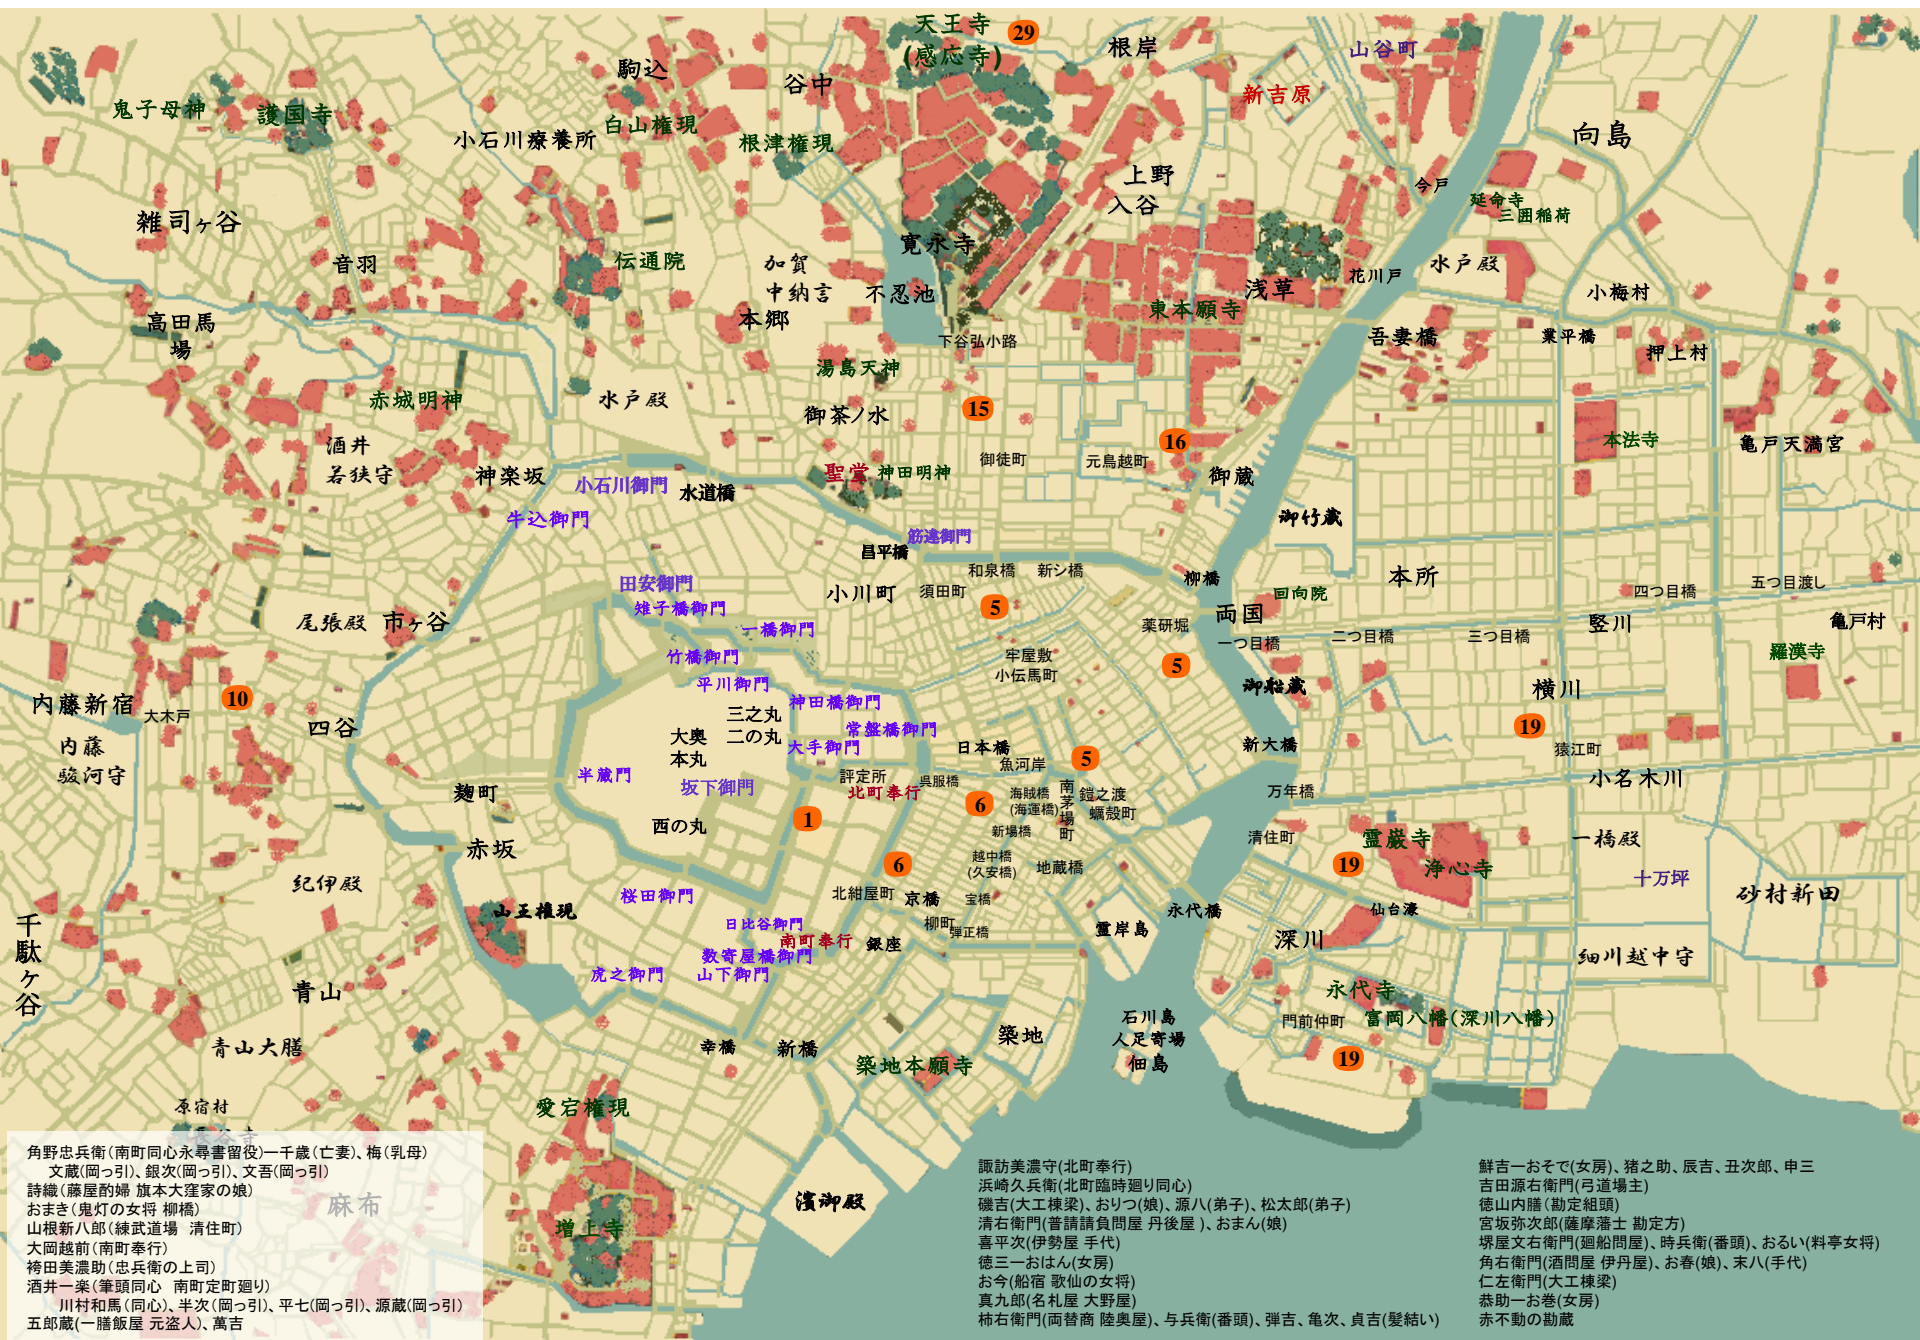 天王寺
(感応寺)
29
根岸
山谷町
駒込
谷中
新吉原
鬼子母神
護国寺
小石川療養所
白山権現
根津権現
向島
上野
入谷
今戸
延命寺
三囲稲荷
雑司ヶ谷
音羽
伝通院
加賀
中納言
本郷
寛永寺
不忍池
浅草
花川戸
水戸殿
小梅村
東本願寺
高田馬
場
下谷弘小路
吾妻橋
業平橋
押上村
湯島天神
赤城明神
水戸殿
御茶ノ水
15
16
本法寺
亀戸天満宮
酒井
若狭守
神楽坂
小石川御門
水道橋
聖堂
神田明神
御徒町
元鳥越町
御蔵
牛込御門
御竹蔵
筋違御門
昌平橋
和泉橋
新シ橋
柳橋
本所
田安御門
小川町
須田町
5
回向院
四つ目橋
五つ目渡し
雉子橋御門
尾張殿
市ヶ谷
一橋御門
薬研堀
両国
一つ目橋
二つ目橋
三つ目橋
竪川
亀戸村
竹橋御門
牢屋敷
小伝馬町
5
羅漢寺
平川御門
御船蔵
横川
内藤新宿
大木戸
10
四谷
神田橋御門
三之丸
二の丸
大奥
本丸
常盤橋御門
大手御門
日本橋
魚河岸
5
新大橋
19
猿江町
内藤
駿河守
半蔵門
坂下御門
評定所
北町奉行
呉服橋
小名木川
麹町
6
海賊橋
(海運橋)
南茅場町
鎧之渡
蠣殻町
万年橋
西の丸
1
新場橋
清住町
霊巌寺
一橋殿
赤坂
6
越中橋
(久安橋)
地蔵橋
19
浄心寺
十万坪
紀伊殿
桜田御門
北紺屋町
京橋
宝橋
砂村新田
山王権現
日比谷御門
柳町
弾正橋
永代橋
仙台濠
千駄ヶ谷
南町奉行
銀座
霊岸島
深川
数寄屋橋御門
虎之御門
山下御門
細川越中守
青山
永代寺
石川島
人足寄場
佃島
門前仲町
富岡八幡(深川八幡)
青山大膳
幸橋
新橋
築地
築地本願寺
19
原宿村
長谷寺
愛宕権現
麻布
増上寺
濱御殿
角野忠兵衛(南町同心永尋書留役)ー千歳(亡妻)、梅(乳母)
文蔵(岡っ引)、銀次(岡っ引)、文吾(岡っ引)
詩織(藤屋酌婦 旗本大窪家の娘)
おまき(鬼灯の女将 柳橋)
山根新八郎(練武道場 清住町)
大岡越前(南町奉行)
袴田美濃助(忠兵衛の上司)
酒井一楽(筆頭同心 南町定町廻り)
川村和馬(同心)、半次(岡っ引)、平七(岡っ引)、源蔵(岡っ引)
五郎蔵(一膳飯屋 元盗人)、萬吉
諏訪美濃守(北町奉行)
浜崎久兵衛(北町臨時廻り同心)
磯吉(大工棟梁)、おりつ(娘)、源八(弟子)、松太郎(弟子)
清右衛門(普請請負問屋 丹後屋 )、おまん(娘)
喜平次(伊勢屋 手代)
徳三ーおはん(女房)
お今(船宿 歌仙の女将)
真九郎(名札屋 大野屋)
柿右衛門(両替商 陸奥屋)、与兵衛(番頭)、弾吉、亀次、貞吉(髪結い)
鮮吉ーおそで(女房)、猪之助、辰吉、丑次郎、申三
吉田源右衛門(弓道場主)
徳山内膳(勘定組頭)
宮坂弥次郎(薩摩藩士 勘定方)
堺屋文右衛門(廻船問屋)、時兵衛(番頭)、おるい(料亭女将)
角右衛門(酒問屋 伊丹屋)、お春(娘)、末八(手代)
仁左衛門(大工棟梁)
恭助ーお巻(女房)
赤不動の勘蔵